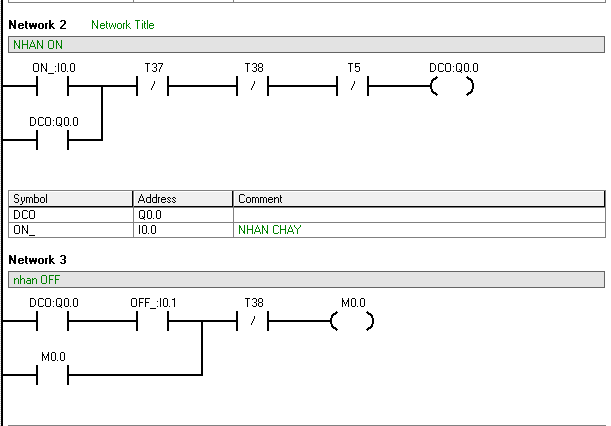 Network 2 Network Title
NHAN ON
ON_:I0.0 T37 T38 T5 DCO:Q0.0
/ / /
DCO:Q0.0
Symbol Address Comment
DCO Q0.0
ON_ I0.0 NHAN CHAY
Network 3
nhan OFF
DCO:Q0.0 OFF_:I0.1 T38 M0.0
/
M0.0